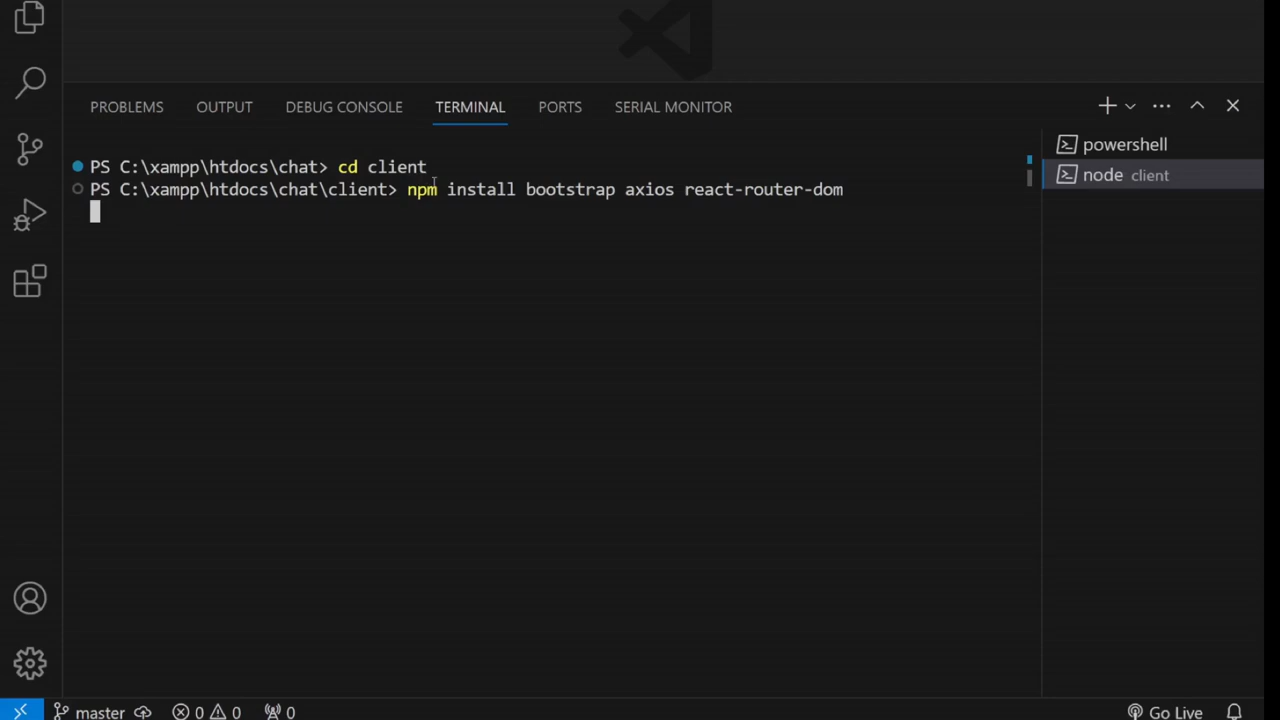 PROBLEMS OUTPUT DEBUG CONSOLE TERMINAL PORTS SERIAL MONITOR
PS C:\xampp\htdocs\chat> cd client
PS C:\xampp\htdocs\chat\client> npm install bootstrap axios react-router-dom
powershell
node client
master 0 0 0 Go Live